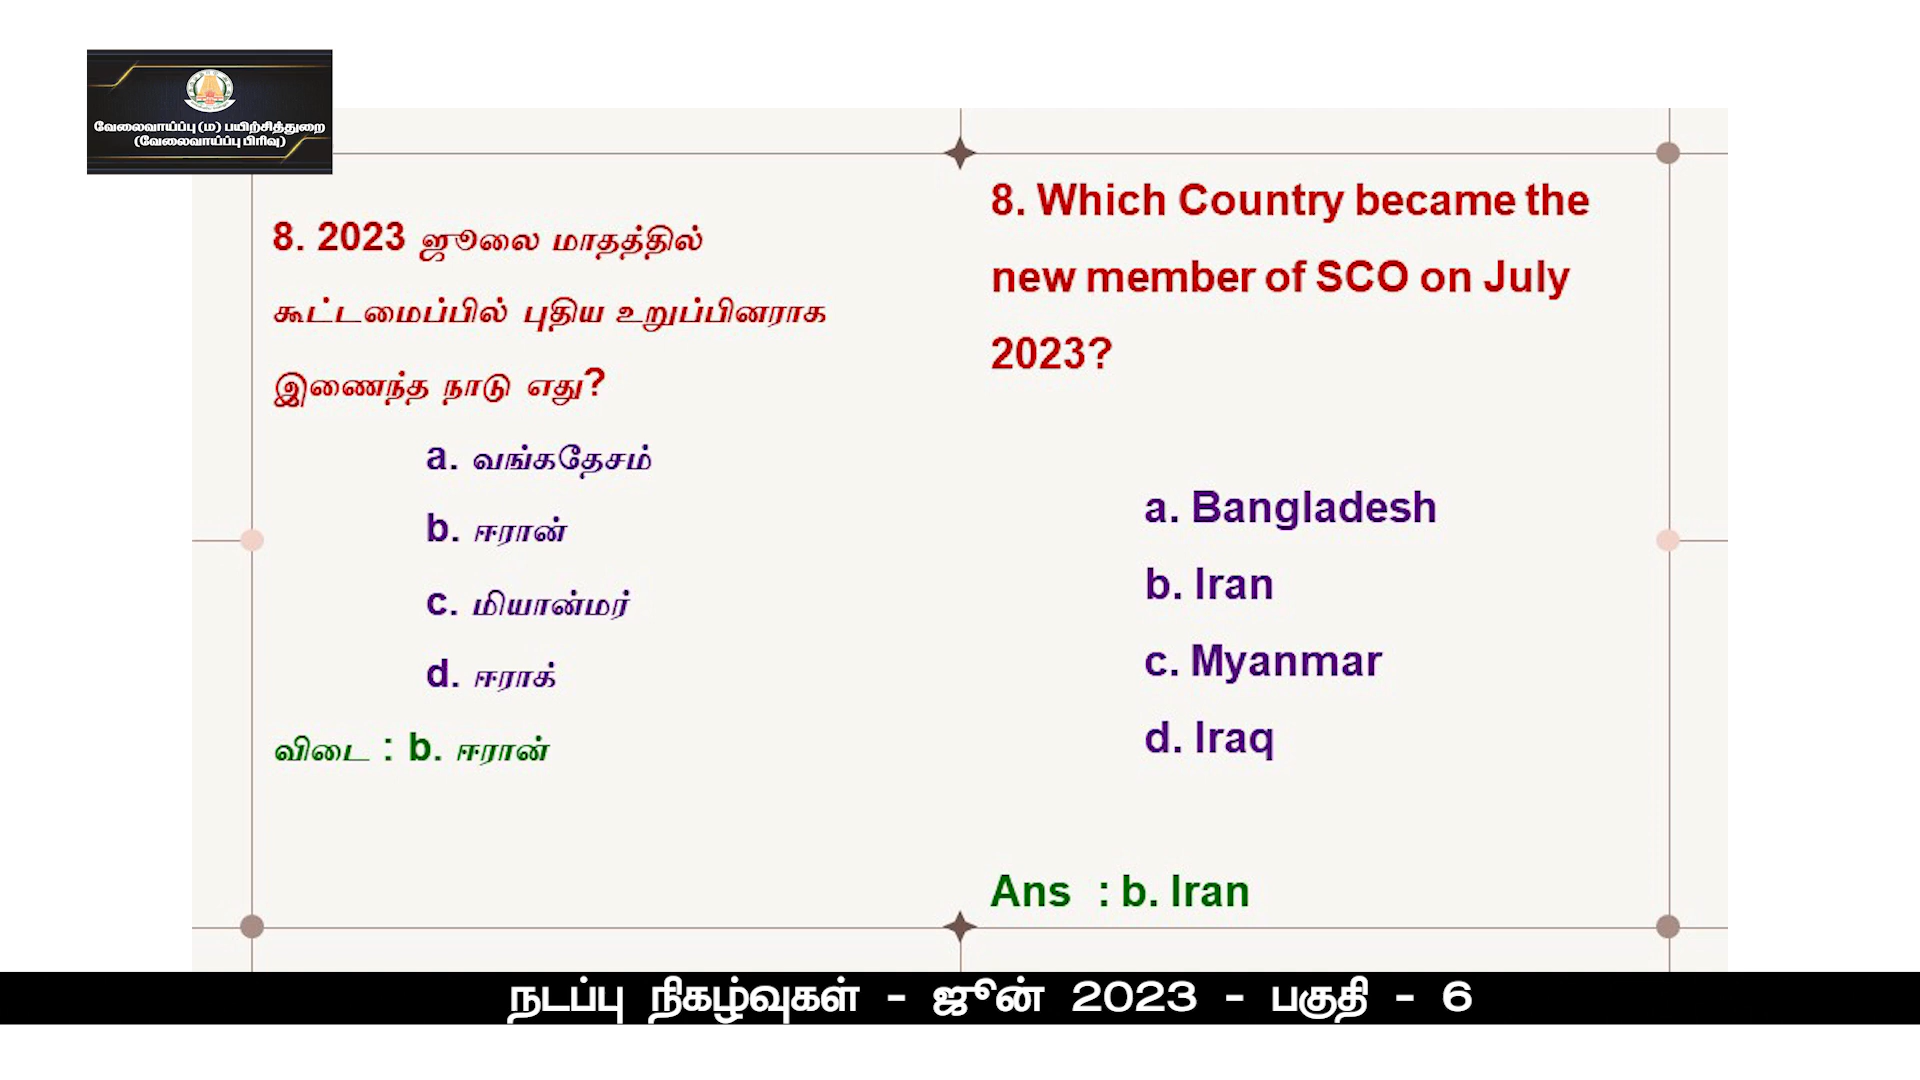 வேலைவாய்ப்பு (ம) பயிற்சித்துறை
(வேலைவாய்ப்பு பிரிவு)
8. 2023 ஜூலை மாதத்தில்
கூட்டமைப்பில் புதிய உறுப்பினராக
இணைந்த நாடு எது?
a. வங்கதேசம்
b. ஈரான்
c. மியான்மர்
d. ஈராக்
விடை : b. ஈரான்
8. Which Country became the
new member of SCO on July
2023?
a. Bangladesh
b. Iran
c. Myanmar
d. Iraq
Ans : b. Iran
நடப்பு நிகழ்வுகள் - ஜூன் 2023 - பகுதி - 6